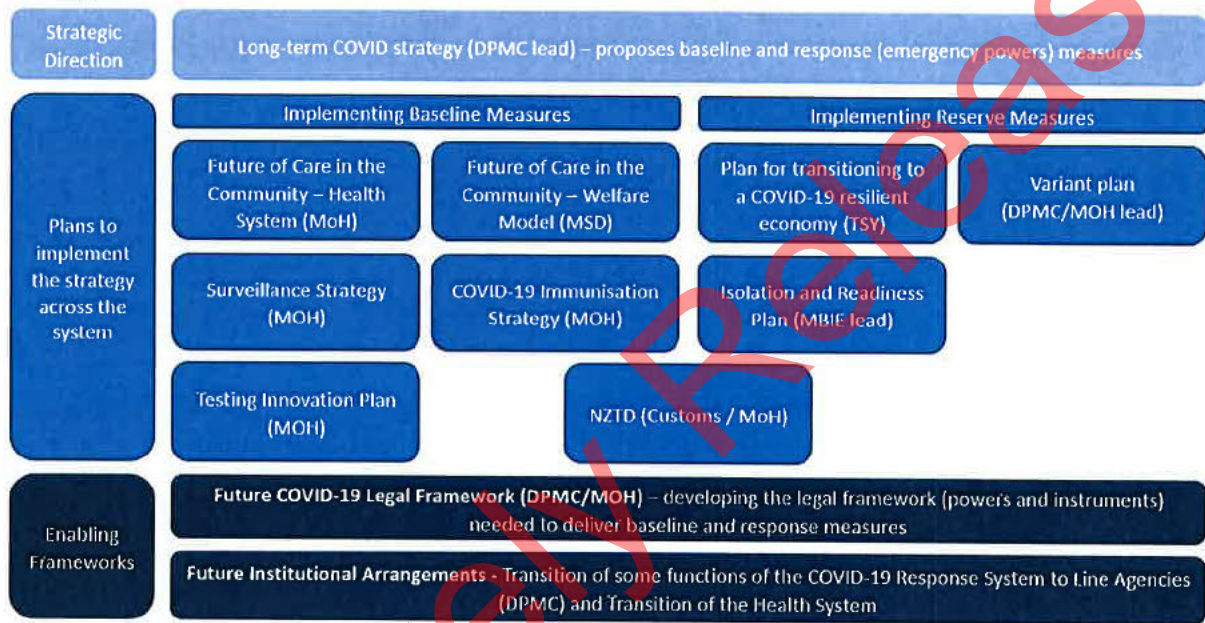 Strategic
Direction
Long-term COVID strategy (DPMC lead) – proposes baseline and response (emergency powers) measures
Plans to
implement
the strategy
across the
system
Implementing Baseline Measures
Implementing Reserve Measures
Future of Care in the
Community – Health
System (MoH)
Future of Care in the
Community – Welfare
Model (MSD)
Plan for transitioning to
a COVID-19 resilient
economy (TSY)
Variant plan
(DPMC/MOH lead)
Surveillance Strategy
(MOH)
COVID-19 Immunisation
Strategy (MOH)
Isolation and Readiness
Plan (MBIE lead)
Testing Innovation Plan
(MOH)
NZTD (Customs / MoH)
Enabling
Frameworks
Future COVID-19 Legal Framework (DPMC/MOH) – developing the legal framework (powers and instruments)
needed to deliver baseline and response measures
Future Institutional Arrangements - Transition of some functions of the COVID-19 Response System to Line Agencies
(DPMC) and Transition of the Health System
ely Releas